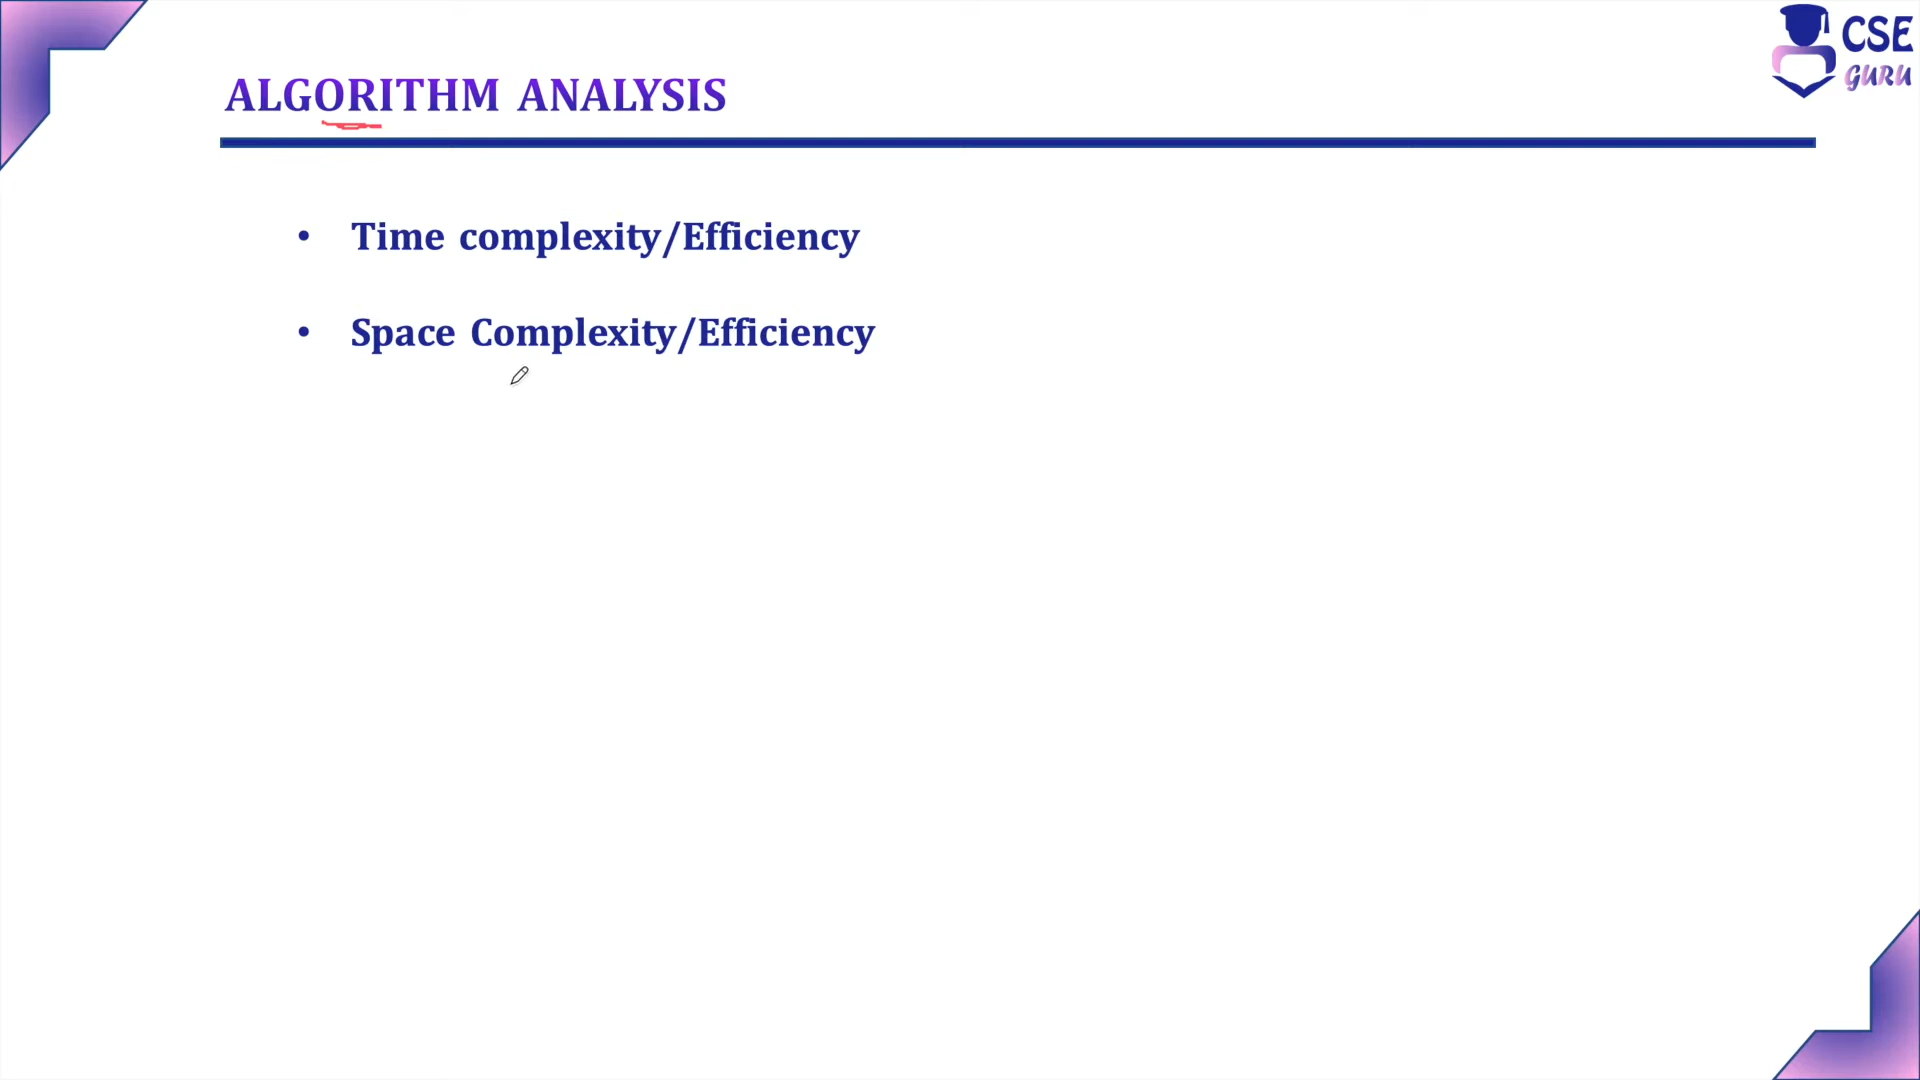 CSE
GURU
ALGORITHM ANALYSIS
• Time complexity/Efficiency
• Space Complexity/Efficiency